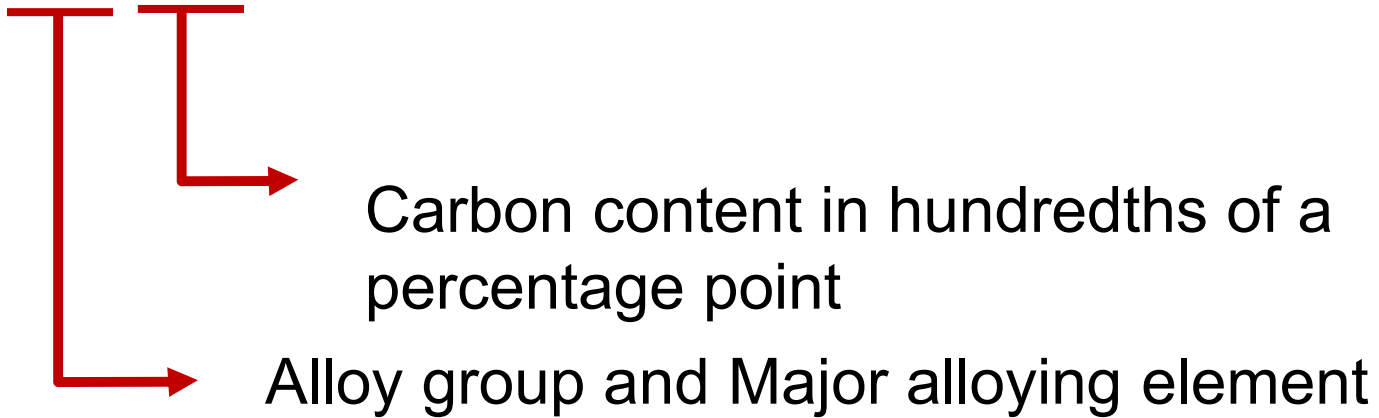 Carbon content in hundredths of a
percentage point
Alloy group and Major alloying element